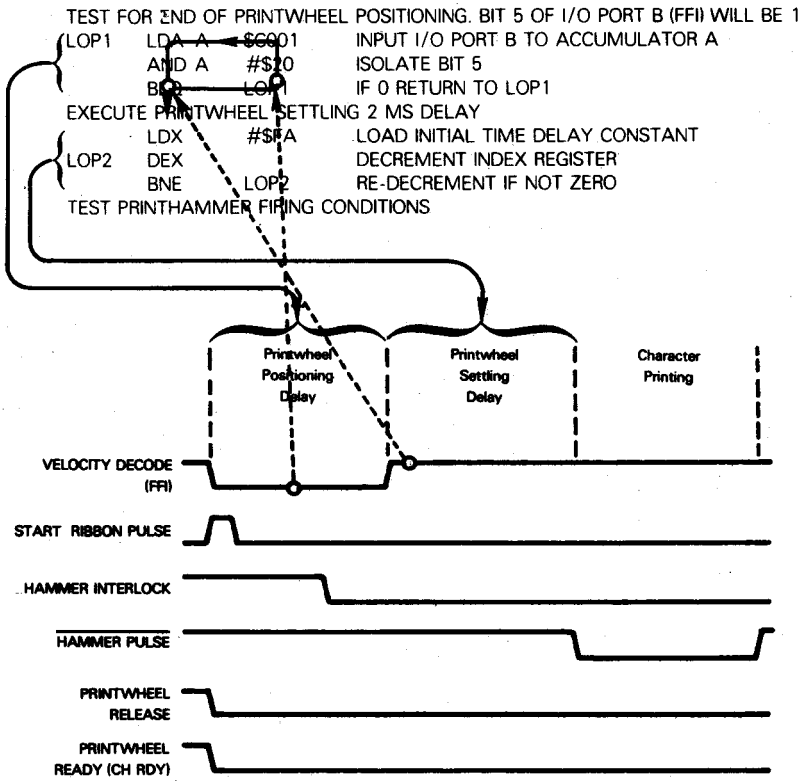 TEST FOR END OF PRINTWHEEL POSITIONING. BIT 5 OF I/O PORT B (FFI) WILL BE 1
LOP1 LDA A $C001 INPUT I/O PORT B TO ACCUMULATOR A
AND A #$20 ISOLATE BIT 5
BEQ LOP1 IF 0 RETURN TO LOP1
EXECUTE PRINTWHEEL SETTLING 2 MS DELAY
LDX #$FA LOAD INITIAL TIME DELAY CONSTANT
LOP2 DEX DECREMENT INDEX REGISTER
BNE LOP2 RE-DECREMENT IF NOT ZERO
TEST PRINTHAMMER FIRING CONDITIONS
Printwheel Printwheel Character
Positioning Settling Printing
Delay Delay
VELOCITY DECODE
(FFI)
START RIBBON PULSE
HAMMER INTERLOCK
HAMMER PULSE
PRINTWHEEL
RELEASE
PRINTWHEEL
READY (CH RDY)